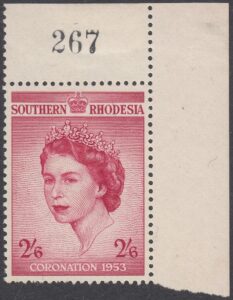 267
SOUTHERN RHODESIA
2/6 2/6
CORONATION 1953